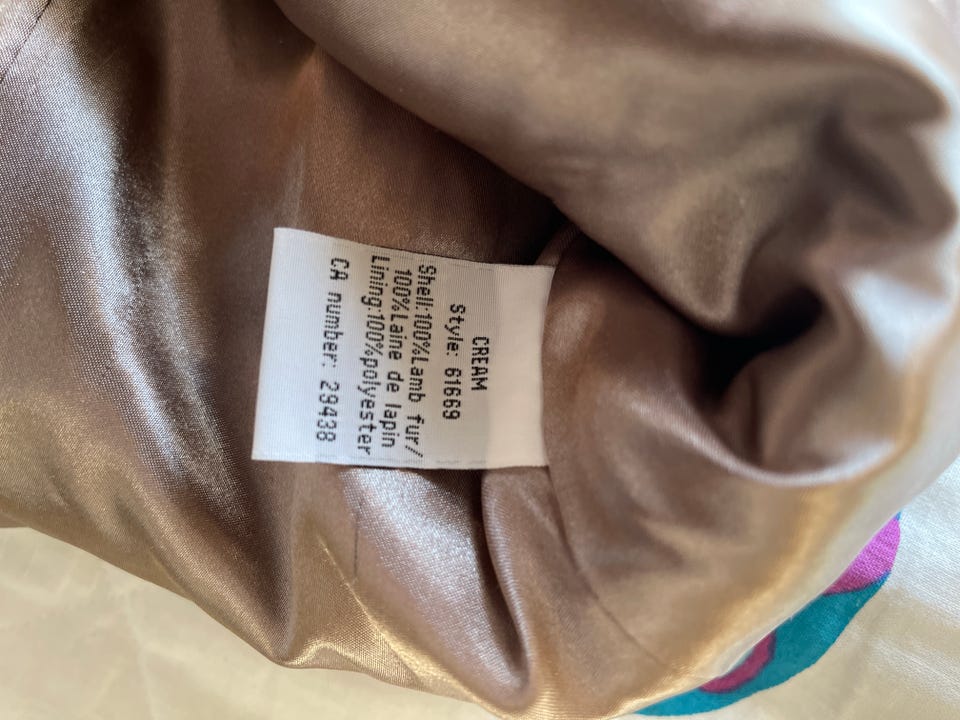 CREAM
Style: 61669
Shell:100%Lamb fur/
100%Laine de lapin
Lining:100%polyester
CA number: 29438